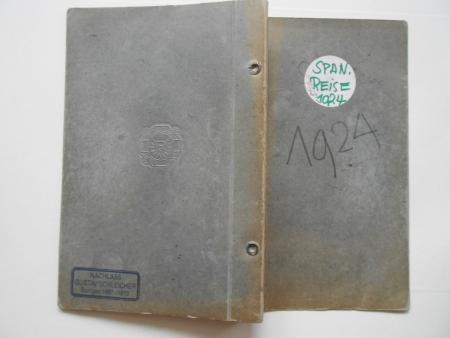 SPAN.
REISE
1924
1924
NACHLASS
GUSTAV SCHLEICHER